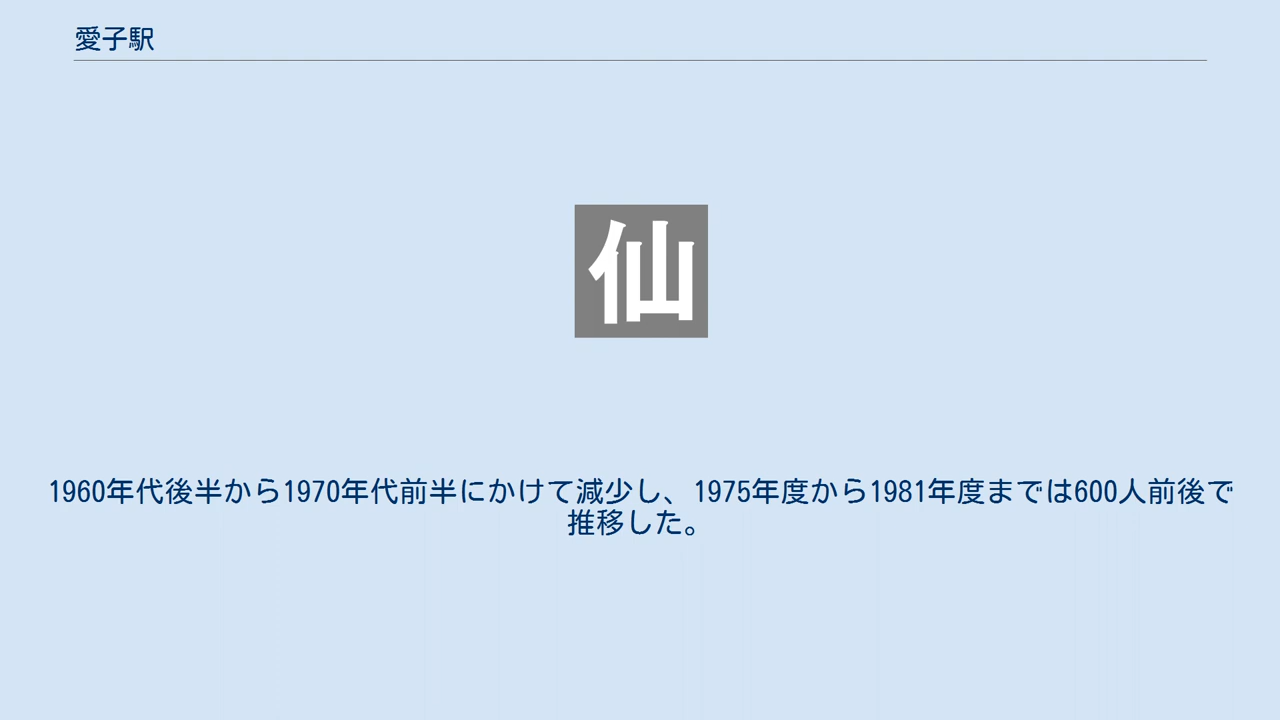 愛子駅
仙
1960年代後半から1970年代前半にかけて減少し、1975年度から1981年度までは600人前後で
推移した。